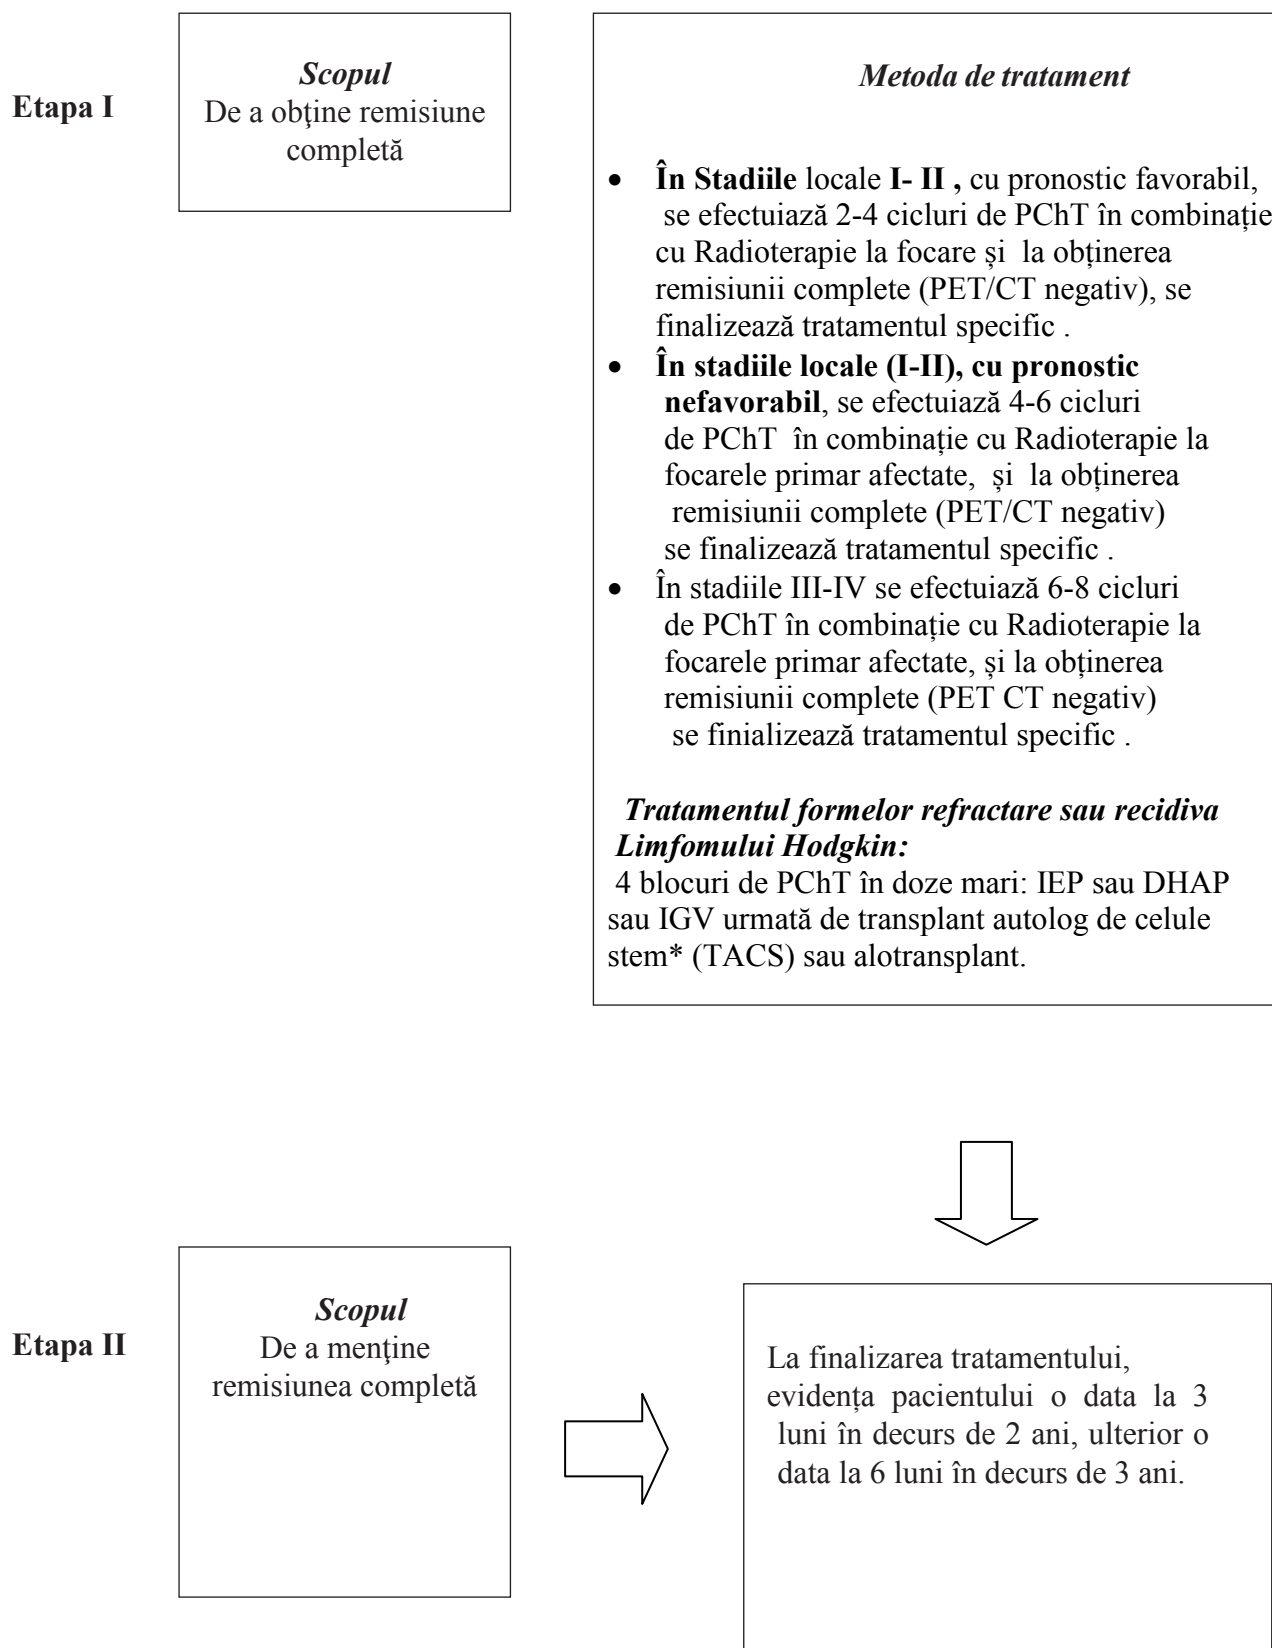 Etapa I
Scopul
De a obţine remisiune
completă
Metoda de tratament
• În Stadiile locale I- II , cu pronostic favorabil,
se efectuiază 2-4 cicluri de PChT în combinație
cu Radioterapie la focare și la obținerea
remisiunii complete (PET/CT negativ), se
finalizează tratamentul specific .
• În stadiile locale (I-II), cu pronostic
nefavorabil, se efectuiază 4-6 cicluri
de PChT în combinație cu Radioterapie la
focarele primar afectate, și la obținerea
remisiunii complete (PET/CT negativ)
se finalizează tratamentul specific .
• În stadiile III-IV se efectuiază 6-8 cicluri
de PChT în combinație cu Radioterapie la
focarele primar afectate, și la obținerea
remisiunii complete (PET CT negativ)
se finializează tratamentul specific .
Tratamentul formelor refractare sau recidiva
Limfomului Hodgkin:
4 blocuri de PChT în doze mari: IEP sau DHAP
sau IGV urmată de transplant autolog de celule
stem* (TACS) sau alotransplant.
Etapa II
Scopul
De a menţine
remisiunea completă
La finalizarea tratamentului,
evidența pacientului o data la 3
luni în decurs de 2 ani, ulterior o
data la 6 luni în decurs de 3 ani.